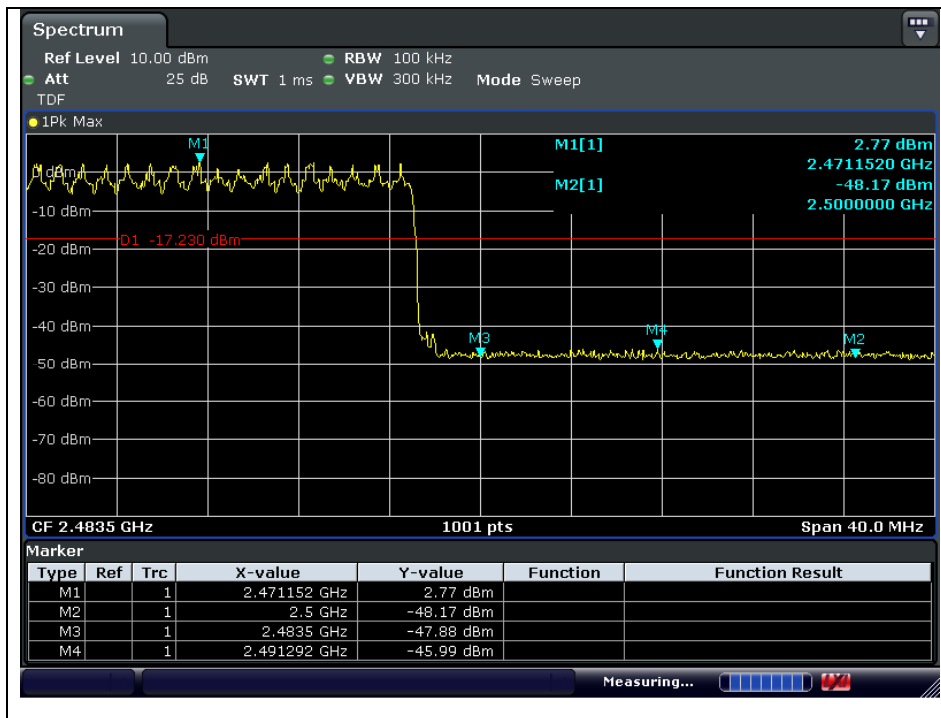 Spectrum
Ref Level 10.00 dBm RBW 100 kHz
Att 25 dB SWT 1 ms VBW 300 kHz Mode Sweep
TDF
1Pk Max
M1 M1[1] 2.77 dBm
2.4711520 GHz
0 dBm M2[1] -48.17 dBm
2.5000000 GHz
-10 dBm
D1 -17.230 dBm
-20 dBm
-30 dBm
-40 dBm
M3 M4 M2
-50 dBm
-60 dBm
-70 dBm
-80 dBm
CF 2.4835 GHz 1001 pts Span 40.0 MHz
Marker
Type Ref Trc X-value Y-value Function Function Result
M1 1 2.471152 GHz 2.77 dBm
M2 1 2.5 GHz -48.17 dBm
M3 1 2.4835 GHz -47.88 dBm
M4 1 2.491292 GHz -45.99 dBm
Measuring...